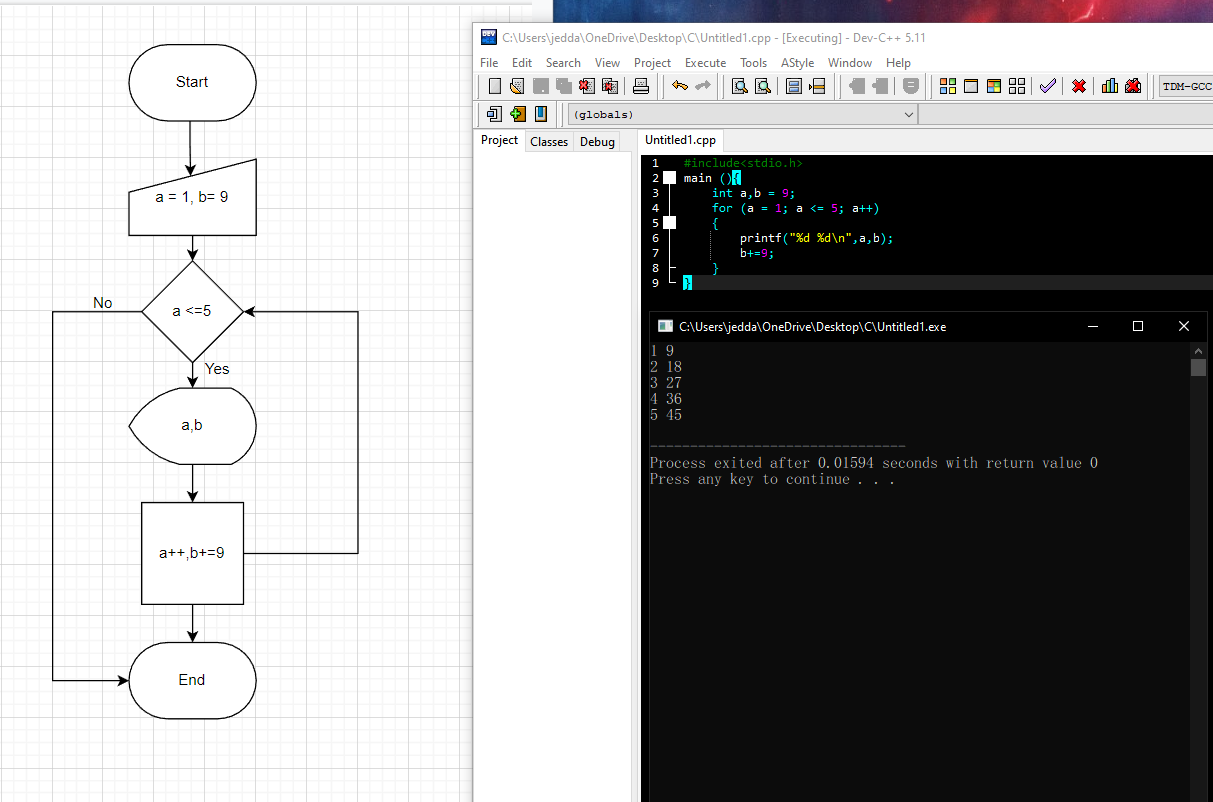 Start
a = 1, b= 9
a <=5
No
Yes
a,b
a++,b+=9
End
C:\Users\jedda\OneDrive\Desktop\C\Untitled1.cpp - [Executing] - Dev-C++ 5.11
File Edit Search View Project Execute Tools AStyle Window Help
TDM-GCC
(globals)
Project Classes Debug
Untitled1.cpp
1 #include<stdio.h>
2 main (){
3 int a,b = 9;
4 for (a = 1; a <= 5; a++)
5 {
6 printf("%d %d\n",a,b);
7 b+=9;
8 }
9 }
C:\Users\jedda\OneDrive\Desktop\C\Untitled1.exe
1 9
2 18
3 27
4 36
5 45
--------------------------------
Process exited after 0.01594 seconds with return value 0
Press any key to continue . . .